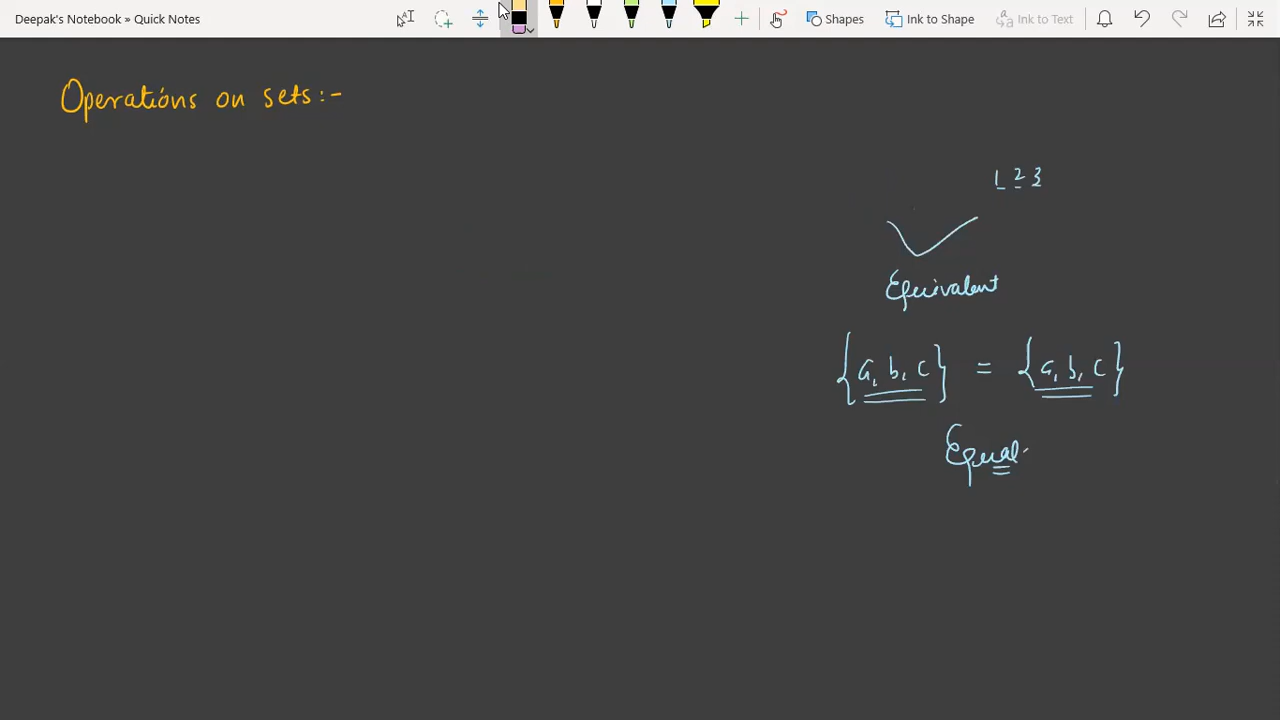 Deepak's Notebook » Quick Notes
Shapes
Ink to Shape
Ink to Text
Operations on sets:-
1 2 3
Equivalent
{a, b, c} = {a, b, c}
Equal